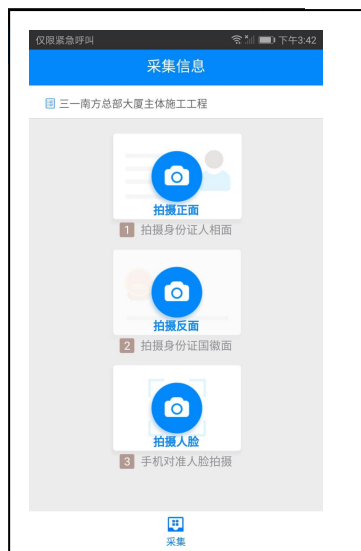 仅限紧急呼叫 下午3:42
采集信息
三一南方总部大厦主体施工工程
拍摄正面
1 拍摄身份证人相面
拍摄反面
2 拍摄身份证国徽面
拍摄人脸
3 手机对准人脸拍摄
采集